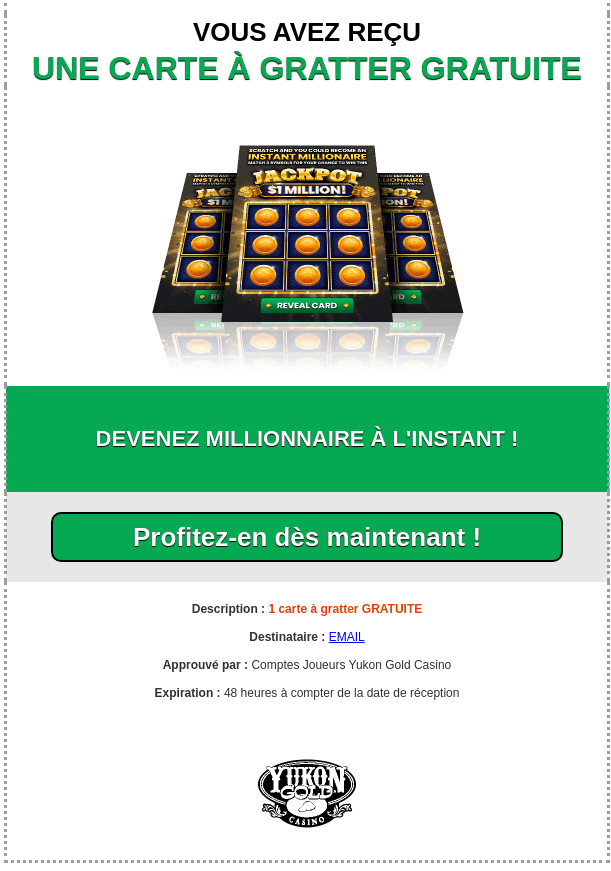 VOUS AVEZ REÇU
UNE CARTE À GRATTER GRATUITE
SCRATCH AND YOU COULD BECOME AN
INSTANT MILLIONAIRE
MATCH 3 SYMBOLS FOR YOUR CHANCE TO WIN THIS
JACKPOT
$1 MILLION!
REVEAL CARD
DEVENEZ MILLIONNAIRE À L'INSTANT !
Profitez-en dès maintenant !
Description : 1 carte à gratter GRATUITE
Destinataire : EMAIL
Approuvé par : Comptes Joueurs Yukon Gold Casino
Expiration : 48 heures à compter de la date de réception
YUKON
GOLD
CASINO